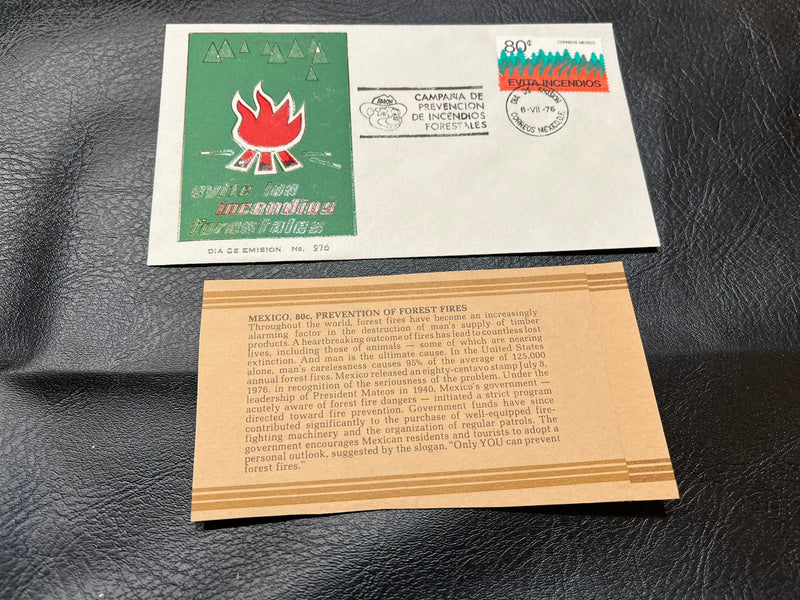 80¢
CORREOS MEXICO
EVITA INCENDIOS
CAMPAÑA DE
PREVENCION
DE INCENDIOS
FORESTALES
DIA DE EMISION
8-VII-76
CORREOS MEXICO D.F.
evite los
incendios
forestales
DIA DE EMISION No. 275
MEXICO, 80c, PREVENTION OF FOREST FIRES
Throughout the world, forest fires have become an increasingly
alarming factor in the destruction of man's supply of timber
products. A heartbreaking outcome of fires has lead to countless lost
lives, including those of animals — some of which are nearing
extinction. And man is the ultimate cause. In the United States
alone, man's carelessness causes 95% of the average of 125,000
annual forest fires. Mexico released an eighty-centavo stamp July 8,
1976, in recognition of the seriousness of the problem. Under the
leadership of President Mateos in 1940, Mexico's government —
acutely aware of forest fire dangers — initiated a strict program
directed toward fire prevention. Government funds have since
contributed significantly to the purchase of well-equipped fire-
fighting machinery and the organization of regular patrols. The
government encourages Mexican residents and tourists to adopt a
personal outlook, suggested by the slogan, "Only YOU can prevent
forest fires."